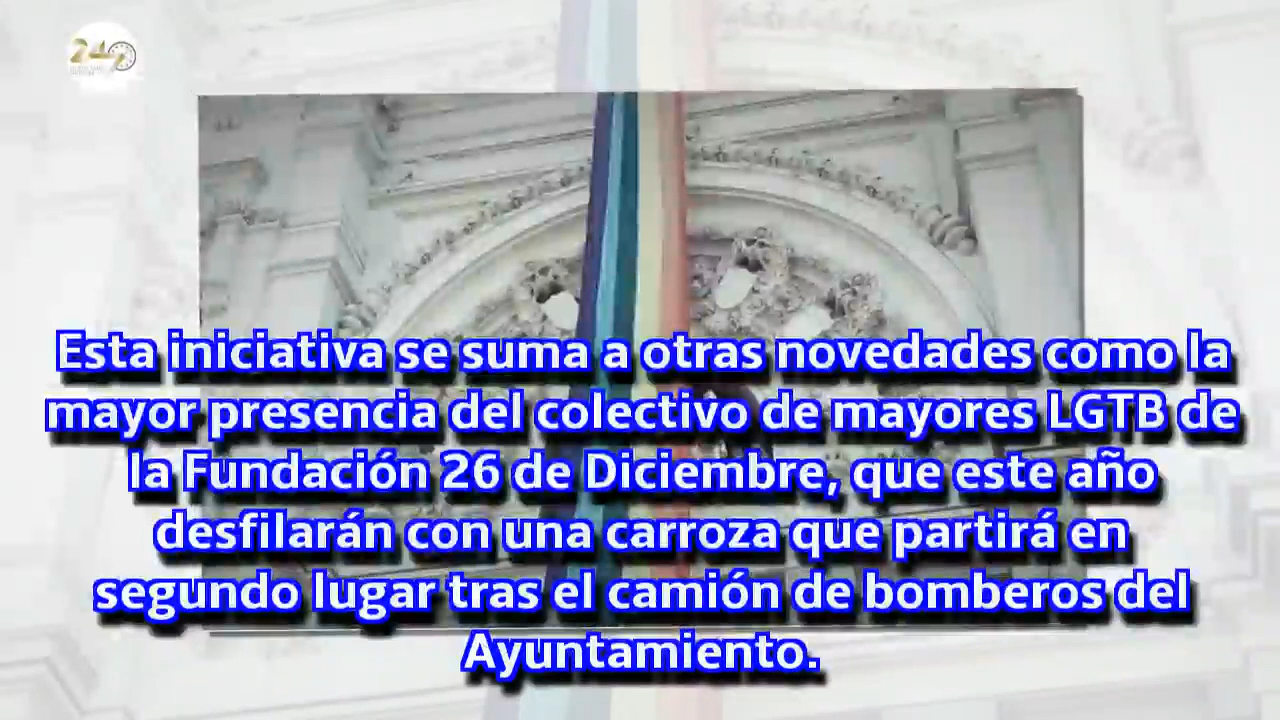 247
Esta iniciativa se suma a otras novedades como la
mayor presencia del colectivo de mayores LGTB de
la Fundación 26 de Diciembre, que este año
desfilarán con una carroza que partirá en
segundo lugar tras el camión de bomberos del
Ayuntamiento.